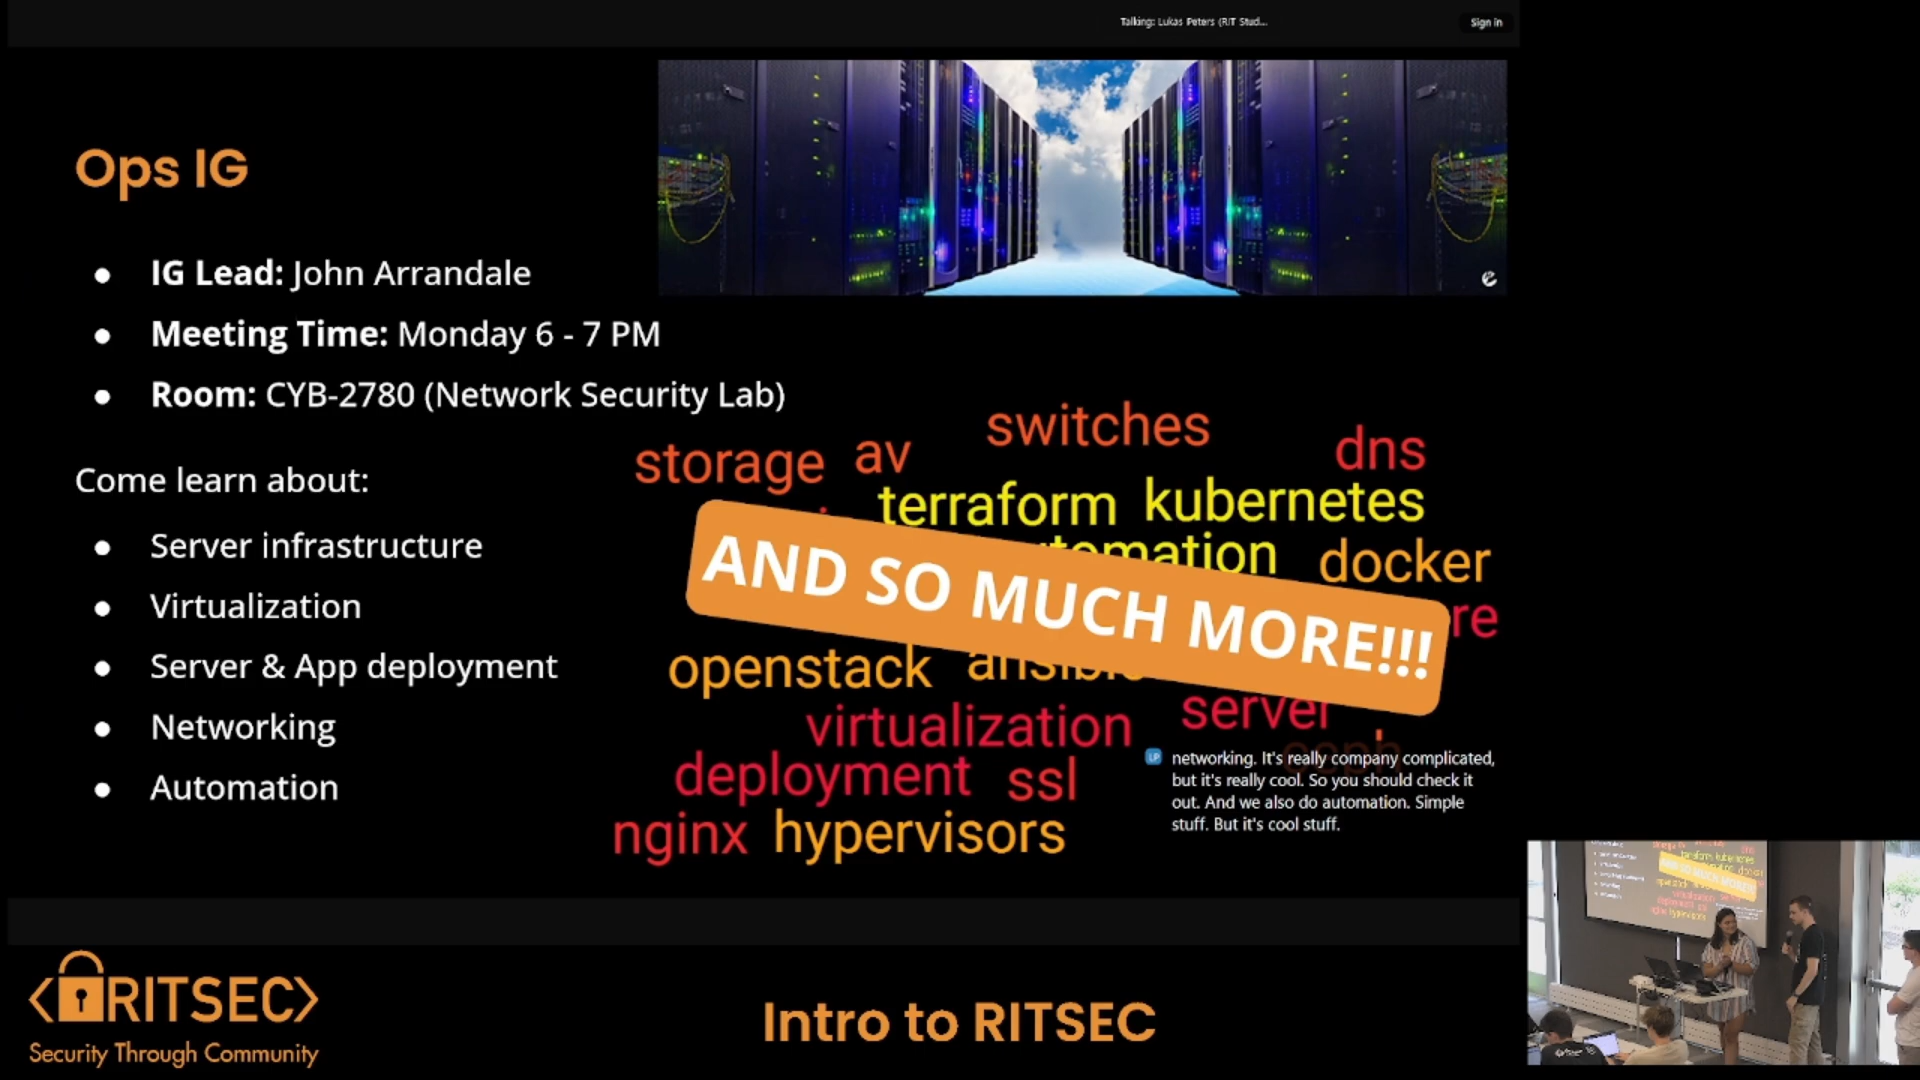 Talking: Lukas Peters (RIT Stud...
Sign in
Ops IG
IG Lead: John Arrandale
Meeting Time: Monday 6 - 7 PM
Room: CYB-2780 (Network Security Lab)
Come learn about:
Server infrastructure
Virtualization
Server & App deployment
Networking
Automation
switches
storage av dns
terraform kubernetes
docker
AND SO MUCH MORE!!!
openstack
virtualization server
deployment ssl
nginx hypervisors
networking. It's really company complicated,
but it's really cool. So you should check it
out. And we also do automation. Simple
stuff. But it's cool stuff.
<RITSEC>
Security Through Community
Intro to RITSEC